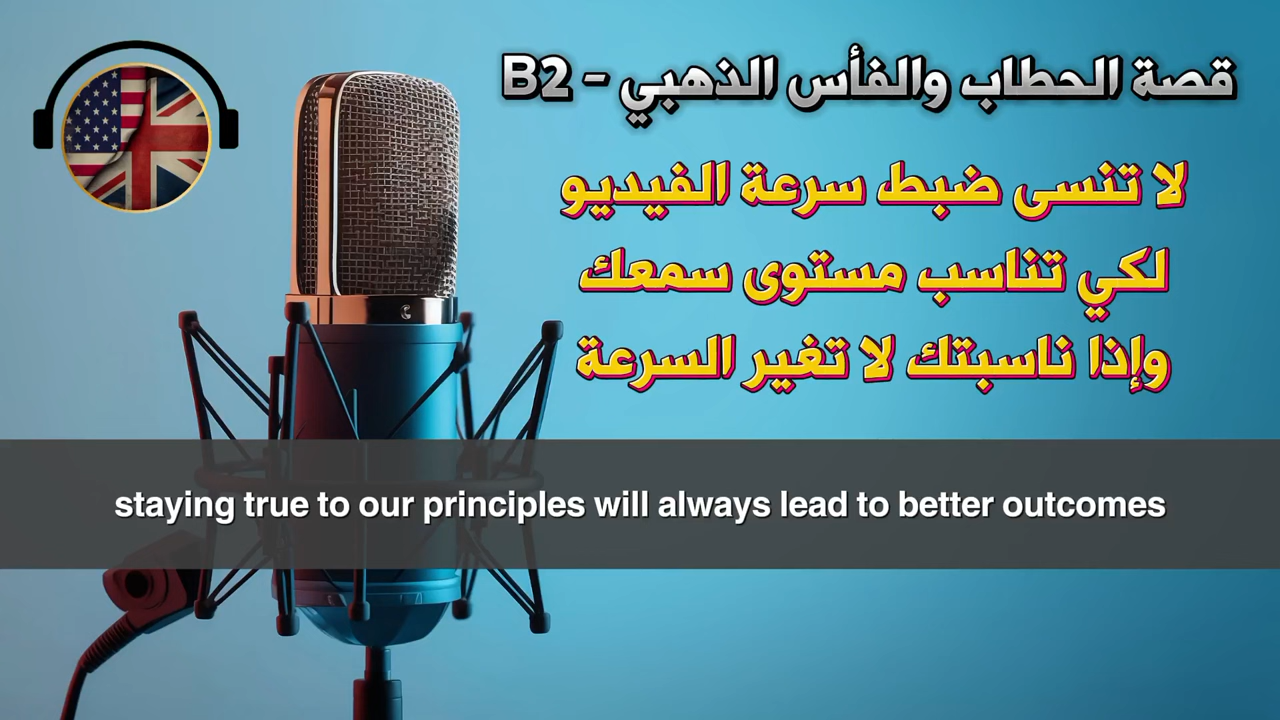 قصة الحطاب والفأس الذهبي - B2
لا تنسى ضبط سرعة الفيديو
لكي تناسب مستوى سمعك
وإذا ناسبتك لا تغير السرعة
staying true to our principles will always lead to better outcomes